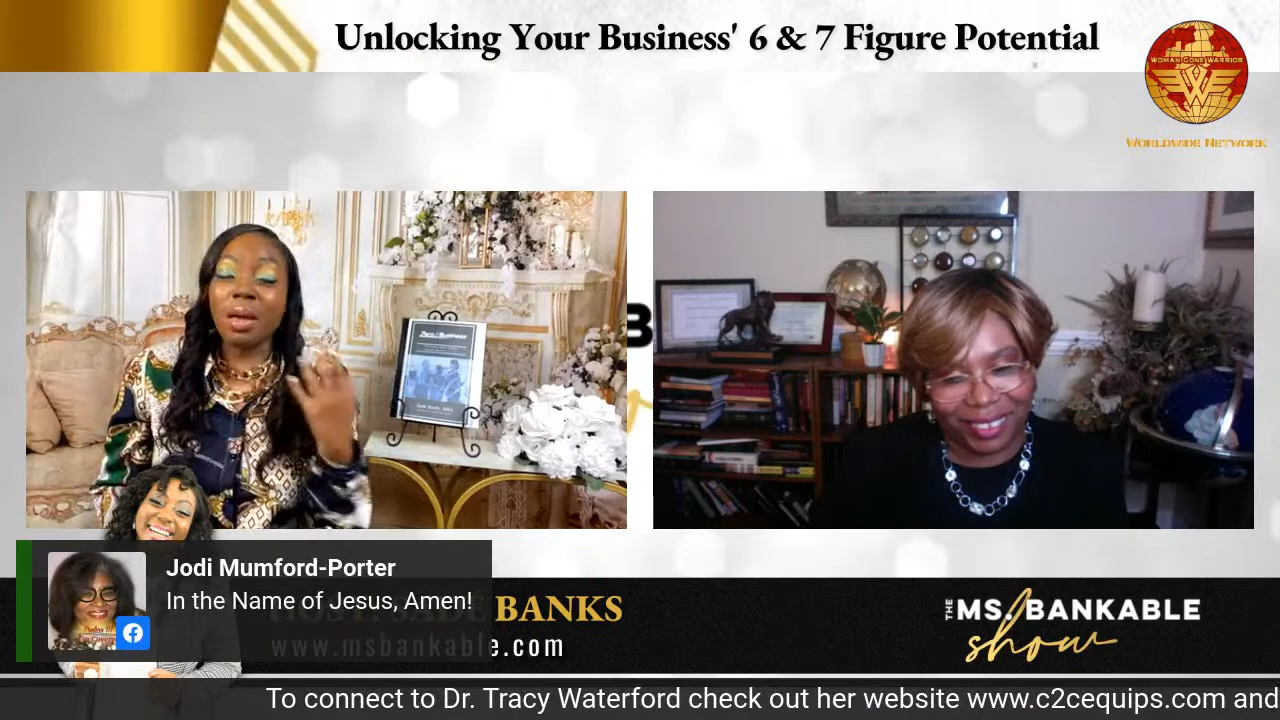 Unlocking Your Business' 6 & 7 Figure Potential
WOMAN GONE WARRIOR
WORLDWIDE NETWORK
B
Jodi Mumford-Porter
In the Name of Jesus, Amen!
BANKS
www.msbankable.com
THE MS. BANKABLE
show
To connect to Dr. Tracy Waterford check out her website www.c2cequips.com and